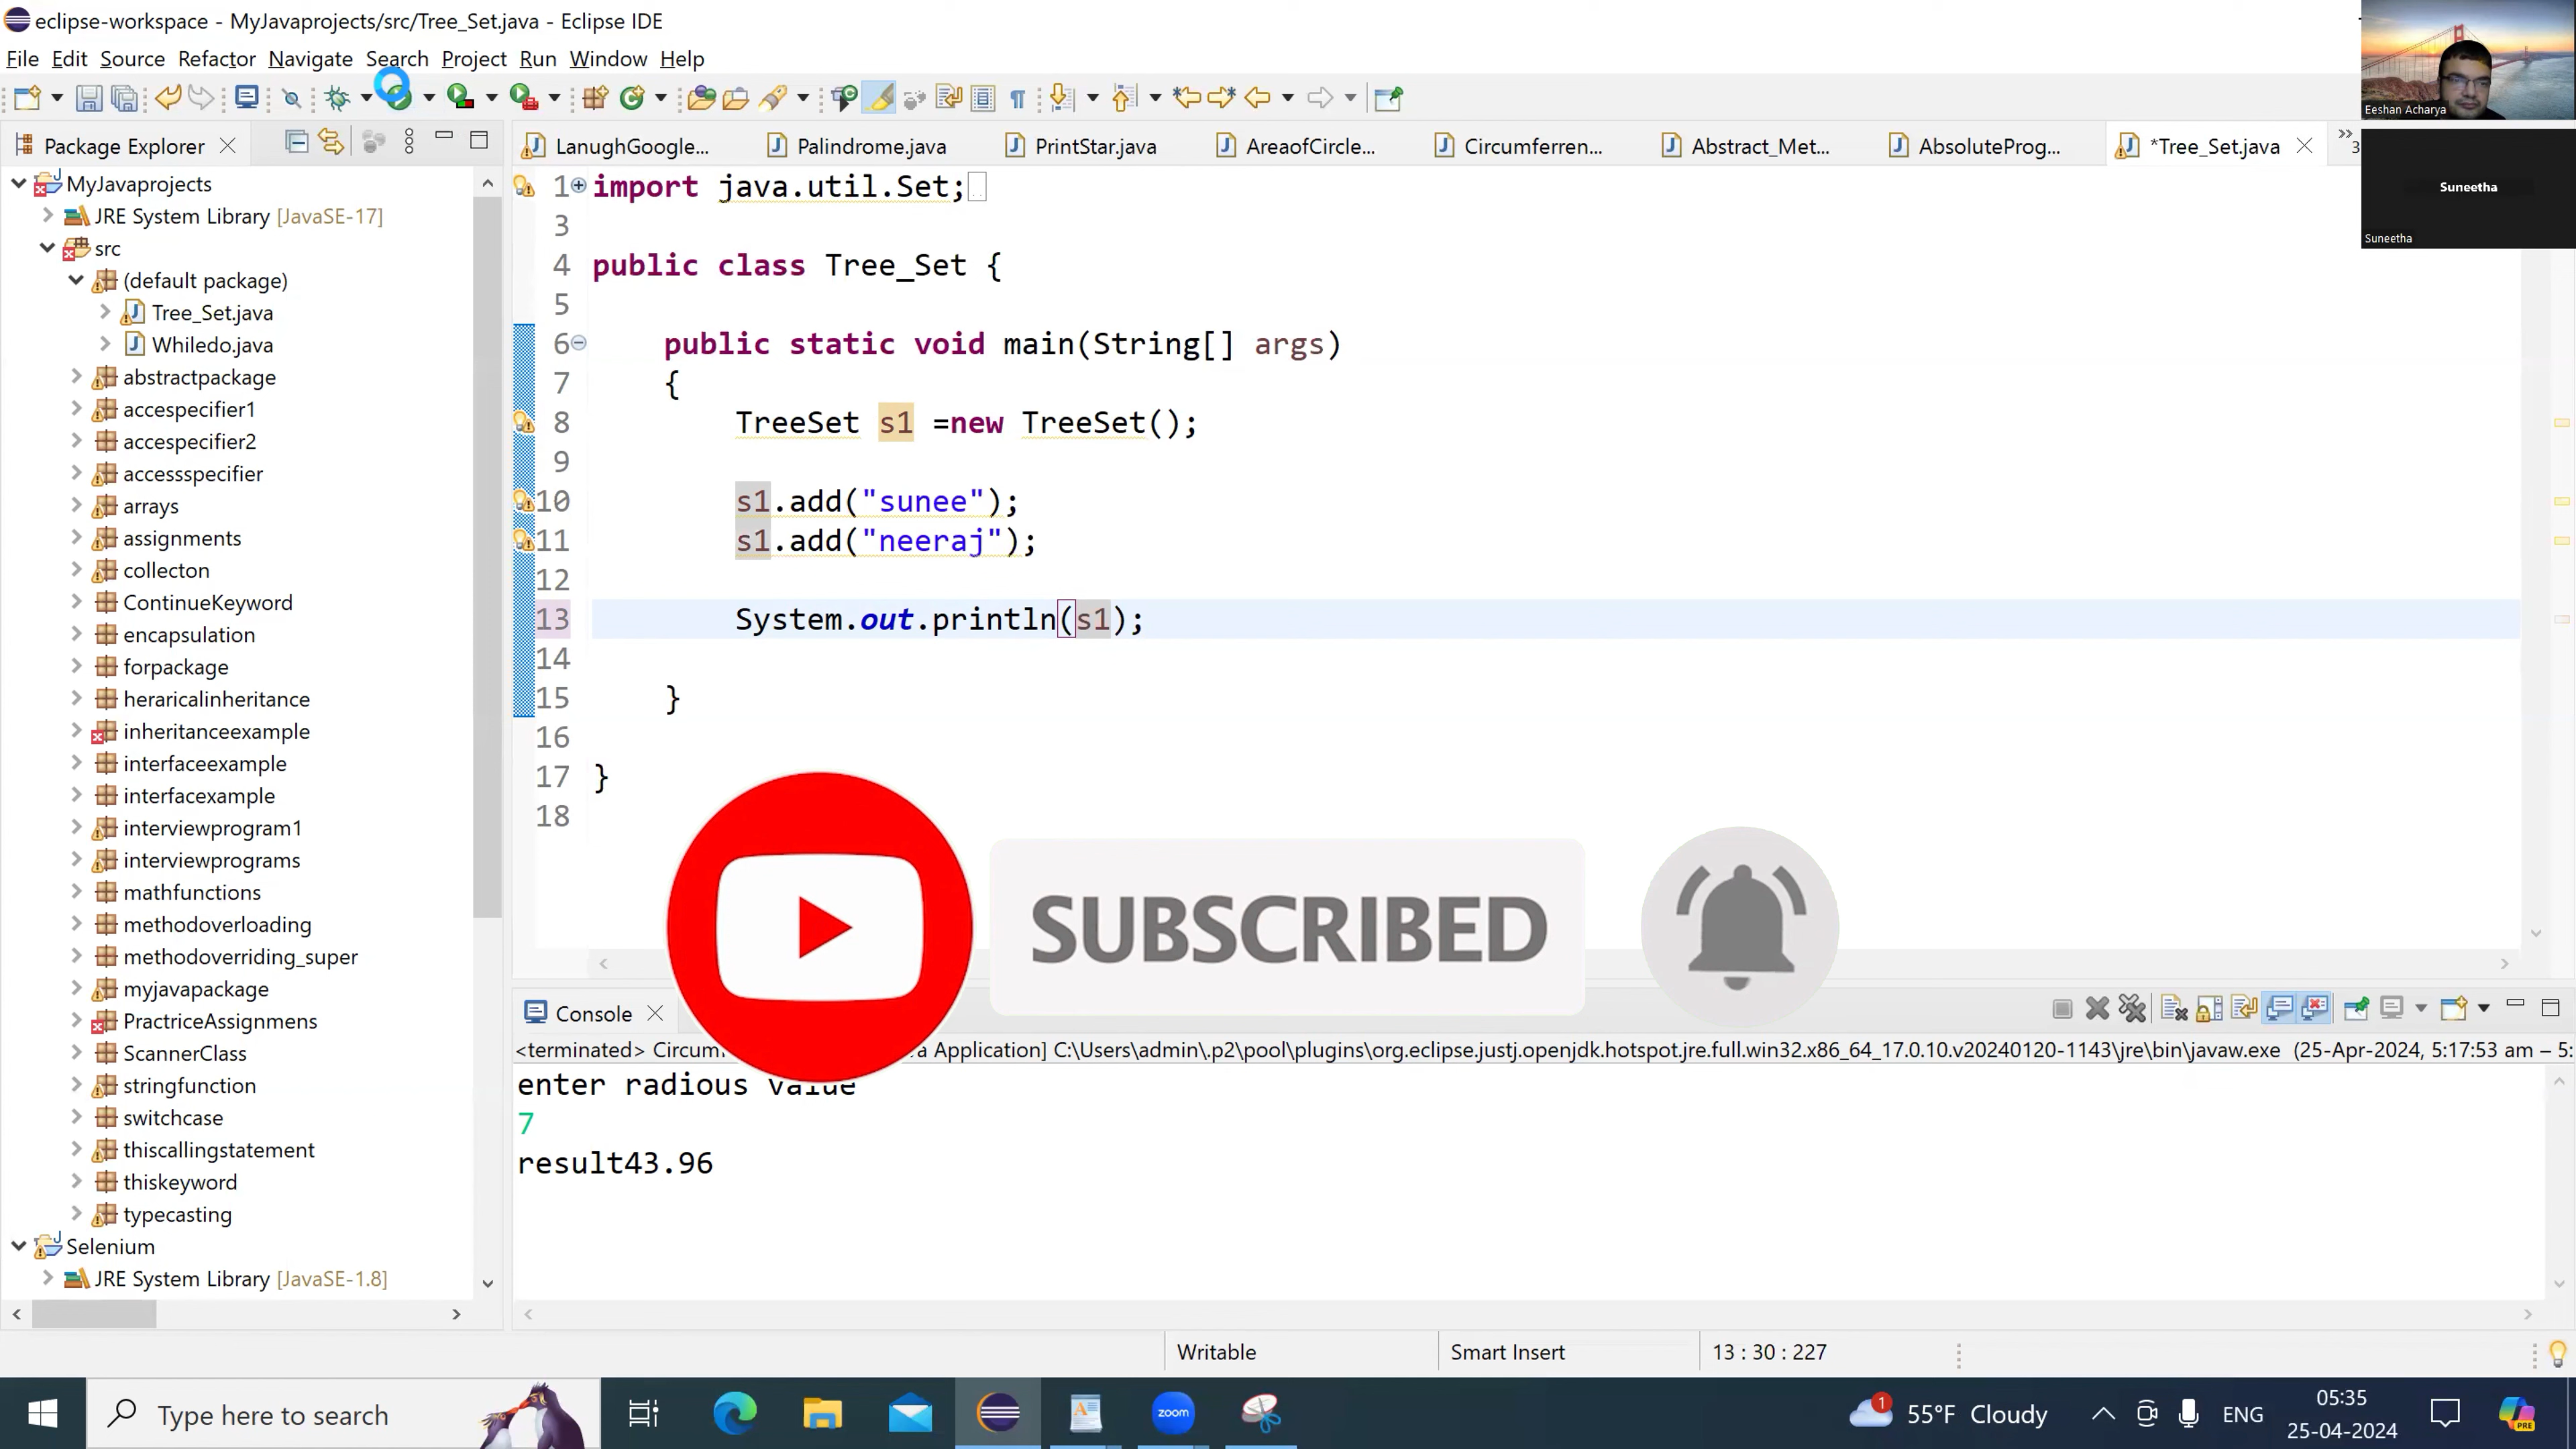 eclipse-workspace - MyJavaprojects/src/Tree_Set.java - Eclipse IDE
File Edit Source Refactor Navigate Search Project Run Window Help
Eeshan Acharya
Suneetha
Suneetha
Package Explorer
MyJavaprojects
JRE System Library [JavaSE-17]
src
(default package)
Tree_Set.java
Whiledo.java
abstractpackage
accespecifier1
accespecifier2
accessspecifier
arrays
assignments
collecton
ContinueKeyword
encapsulation
forpackage
heraricalinheritance
inheritanceexample
interfaceexample
interfacexample
interviewprogram1
interviewprograms
mathfunctions
methodoverloading
methodoverriding_super
myjavapackage
PractriceAssignmens
ScannerClass
stringfunction
switchcase
thiscallingstatement
thiskeyword
typecasting
Selenium
JRE System Library [JavaSE-1.8]
LanughGoogle... Palindrome.java PrintStar.java AreaofCircle... Circumferren... Abstract_Met... AbsoluteProg... *Tree_Set.java » 3
1 import java.util.Set;
3
4 public class Tree_Set {
5
6 public static void main(String[] args)
7 {
8 TreeSet s1 =new TreeSet();
9
10 s1.add("sunee");
11 s1.add("neeraj");
12
13 System.out.println(s1);
14
15 }
16
17 }
18
SUBSCRIBED
Console
<terminated> Circum a Application] C:\Users\admin\.p2\pool\plugins\org.eclipse.justj.openjdk.hotspot.jre.full.win32.x86_64_17.0.10.v20240120-1143\jre\bin\javaw.exe (25-Apr-2024, 5:17:53 am – 5:
enter radious value
7
result43.96
Writable Smart Insert 13 : 30 : 227
Type here to search
zoom
1 55°F Cloudy ENG 05:35
25-04-2024
PRE